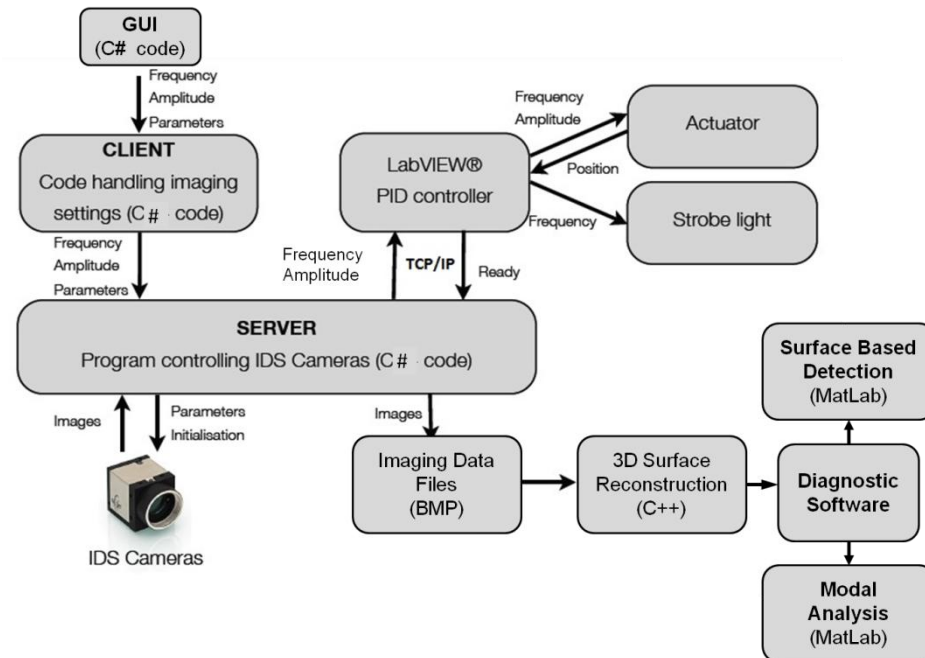 GUI
(C# code)
Frequency
Amplitude
Parameters
CLIENT
Code handling imaging
settings (C# code)
Frequency
Amplitude
Parameters
LabVIEW®
PID controller
Frequency
Amplitude
Position
Frequency
Actuator
Strobe light
Frequency
Amplitude
TCP/IP
Ready
SERVER
Program controlling IDS Cameras (C# code)
Images
Parameters
Initialisation
IDS Cameras
Images
Imaging Data
Files
(BMP)
3D Surface
Reconstruction
(C++)
Surface Based
Detection
(MatLab)
Diagnostic
Software
Modal
Analysis
(MatLab)